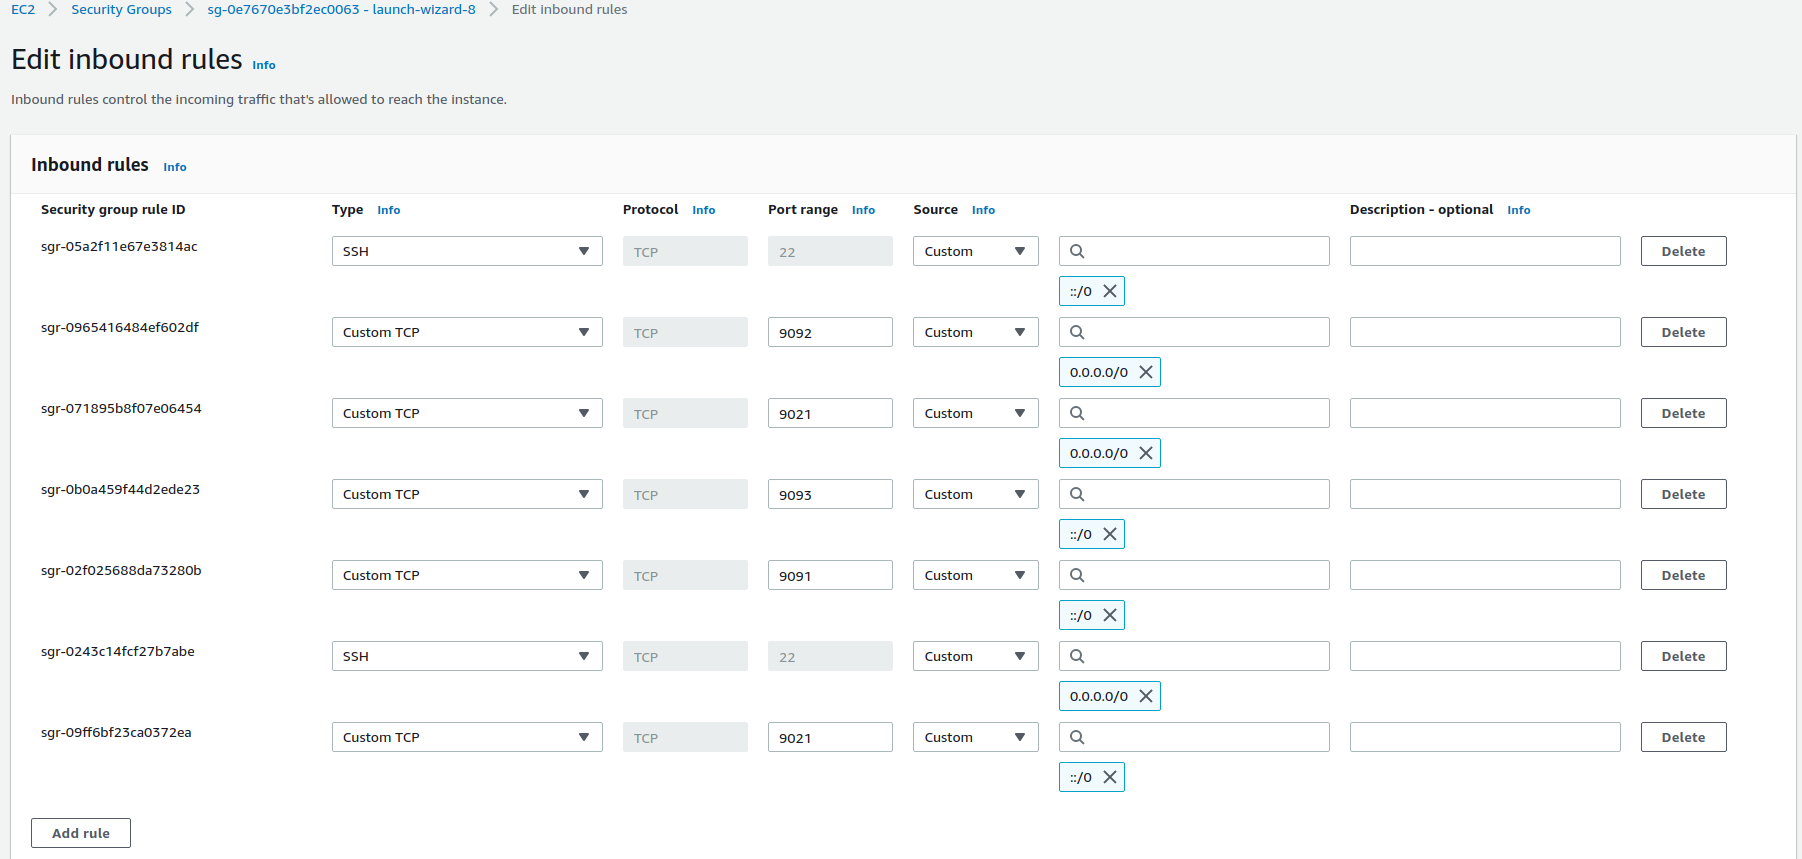 EC2 > Security Groups > sg-0e7670e3bf2ec0063 - launch-wizard-8 > Edit inbound rules
Edit inbound rules Info
Inbound rules control the incoming traffic that's allowed to reach the instance.
Inbound rules Info
Security group rule ID Type Info Protocol Info Port range Info Source Info Description - optional Info
sgr-05a2f11e67e3814ac SSH TCP 22 Custom Delete
::/0
sgr-0965416484ef602df Custom TCP TCP 9092 Custom Delete
0.0.0.0/0
sgr-071895b8f07e06454 Custom TCP TCP 9021 Custom Delete
0.0.0.0/0
sgr-0b0a459f44d2ede23 Custom TCP TCP 9093 Custom Delete
::/0
sgr-02f025688da73280b Custom TCP TCP 9091 Custom Delete
::/0
sgr-0243c14fcf27b7abe SSH TCP 22 Custom Delete
0.0.0.0/0
sgr-09ff6bf23ca0372ea Custom TCP TCP 9021 Custom Delete
::/0
Add rule